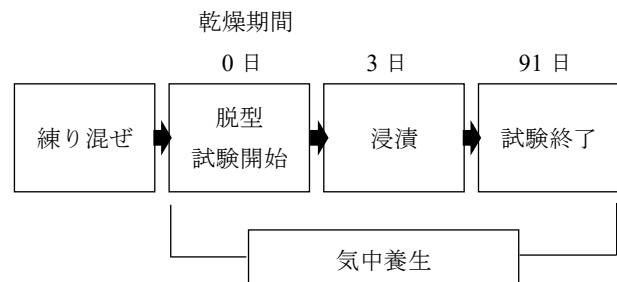 乾燥期間
0 日
3 日
91 日
練り混ぜ
脱型
試験開始
浸漬
試験終了
気中養生